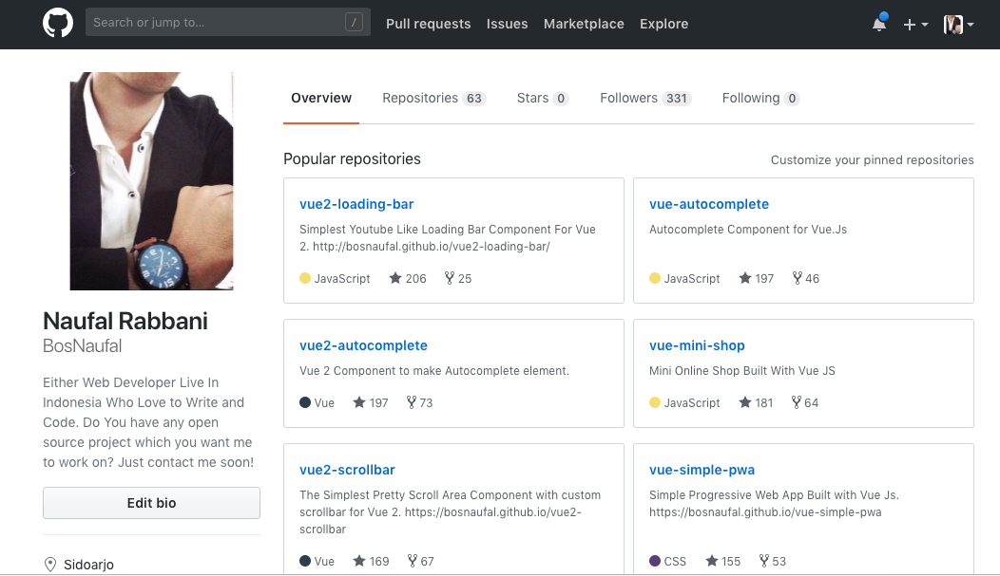 Search or jump to...
/
Pull requests Issues Marketplace Explore
Overview Repositories 63 Stars 0 Followers 331 Following 0
Popular repositories
Customize your pinned repositories
vue2-loading-bar
Simplest Youtube Like Loading Bar Component For Vue
2. http://bosnaufal.github.io/vue2-loading-bar/
JavaScript 206 25
vue-autocomplete
Autocomplete Component for Vue.Js
JavaScript 197 46
Naufal Rabbani
BosNaufal
Either Web Developer Live In
Indonesia Who Love to Write and
Code. Do You have any open
source project which you want me
to work on? Just contact me soon!
Edit bio
Sidoarjo
vue2-autocomplete
Vue 2 Component to make Autocomplete element.
Vue 197 73
vue-mini-shop
Mini Online Shop Built With Vue JS
JavaScript 181 64
vue2-scrollbar
The Simplest Pretty Scroll Area Component with custom
scrollbar for Vue 2. https://bosnaufal.github.io/vue2-
scrollbar
Vue 169 67
vue-simple-pwa
Simple Progressive Web App Built with Vue Js.
https://bosnaufal.github.io/vue-simple-pwa
CSS 155 53